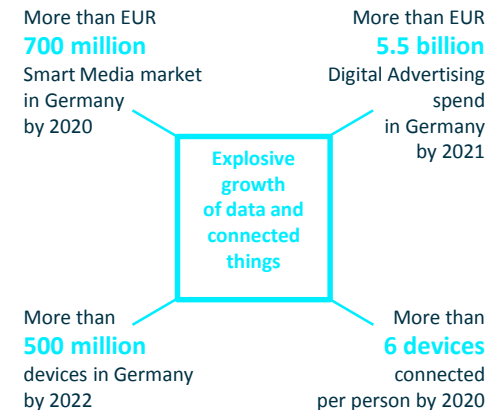 More than EUR
700 million
Smart Media market
in Germany
by 2020
More than EUR
5.5 billion
Digital Advertising
spend
in Germany
by 2021
Explosive
growth
of data and
connected
things
More than
500 million
devices in Germany
by 2022
More than
6 devices
connected
per person by 2020